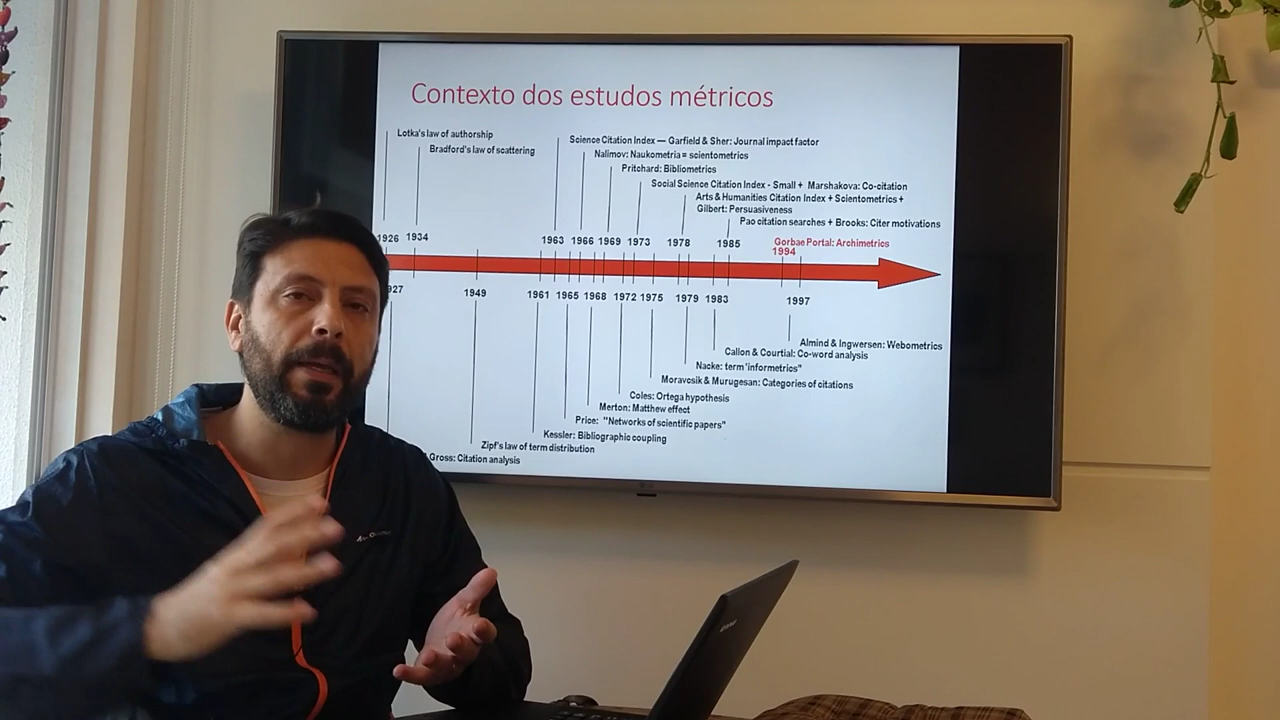 Contexto dos estudos métricos
Lotka's law of authorship
Bradford's law of scattering
Science Citation Index — Garfield & Sher: Journal impact factor
Nalimov: Naukometria = scientometrics
Pritchard: Bibliometrics
Social Science Citation Index - Small + Marshakova: Co-citation
Arts & Humanities Citation Index + Scientometrics +
Gilbert: Persuasiveness
Pao citation searches + Brooks: Citer motivations
1926 1934 1963 1966 1969 1973 1978 1985
Gorbae Portal: Archimetrics
1994
27 1949 1961 1965 1968 1972 1975 1979 1983 1997
Almind & Ingwersen: Webometrics
Callon & Courtial: Co-word analysis
Nacke: term 'informetrics"
Moravcsik & Murugesan: Categories of citations
Coles: Ortega hypothesis
Merton: Matthew effect
Price: "Networks of scientific papers"
Kessler: Bibliographic coupling
Zipf's law of term distribution
Gross: Citation analysis